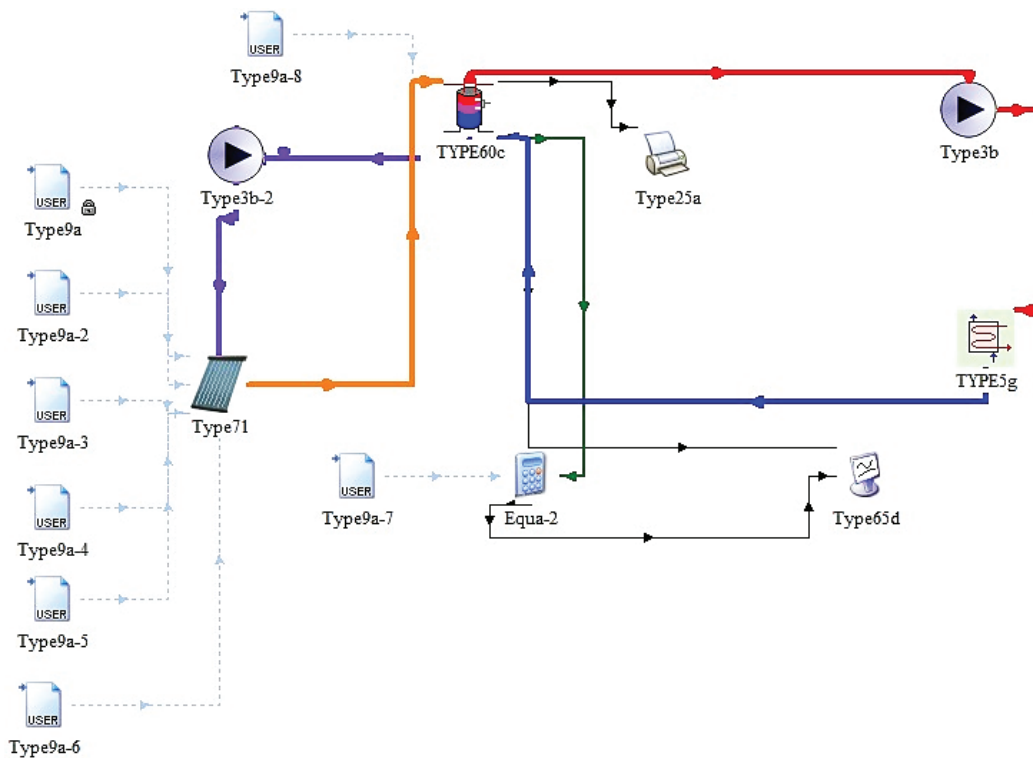 USER
Type9a-8
TYPE60c
Type3b
Type25a
Type3b-2
USER
Type9a
USER
Type9a-2
TYPE5g
USER
Type9a-3
Type71
USER
Type9a-7
Equa-2
Type65d
USER
Type9a-4
USER
Type9a-5
USER
Type9a-6